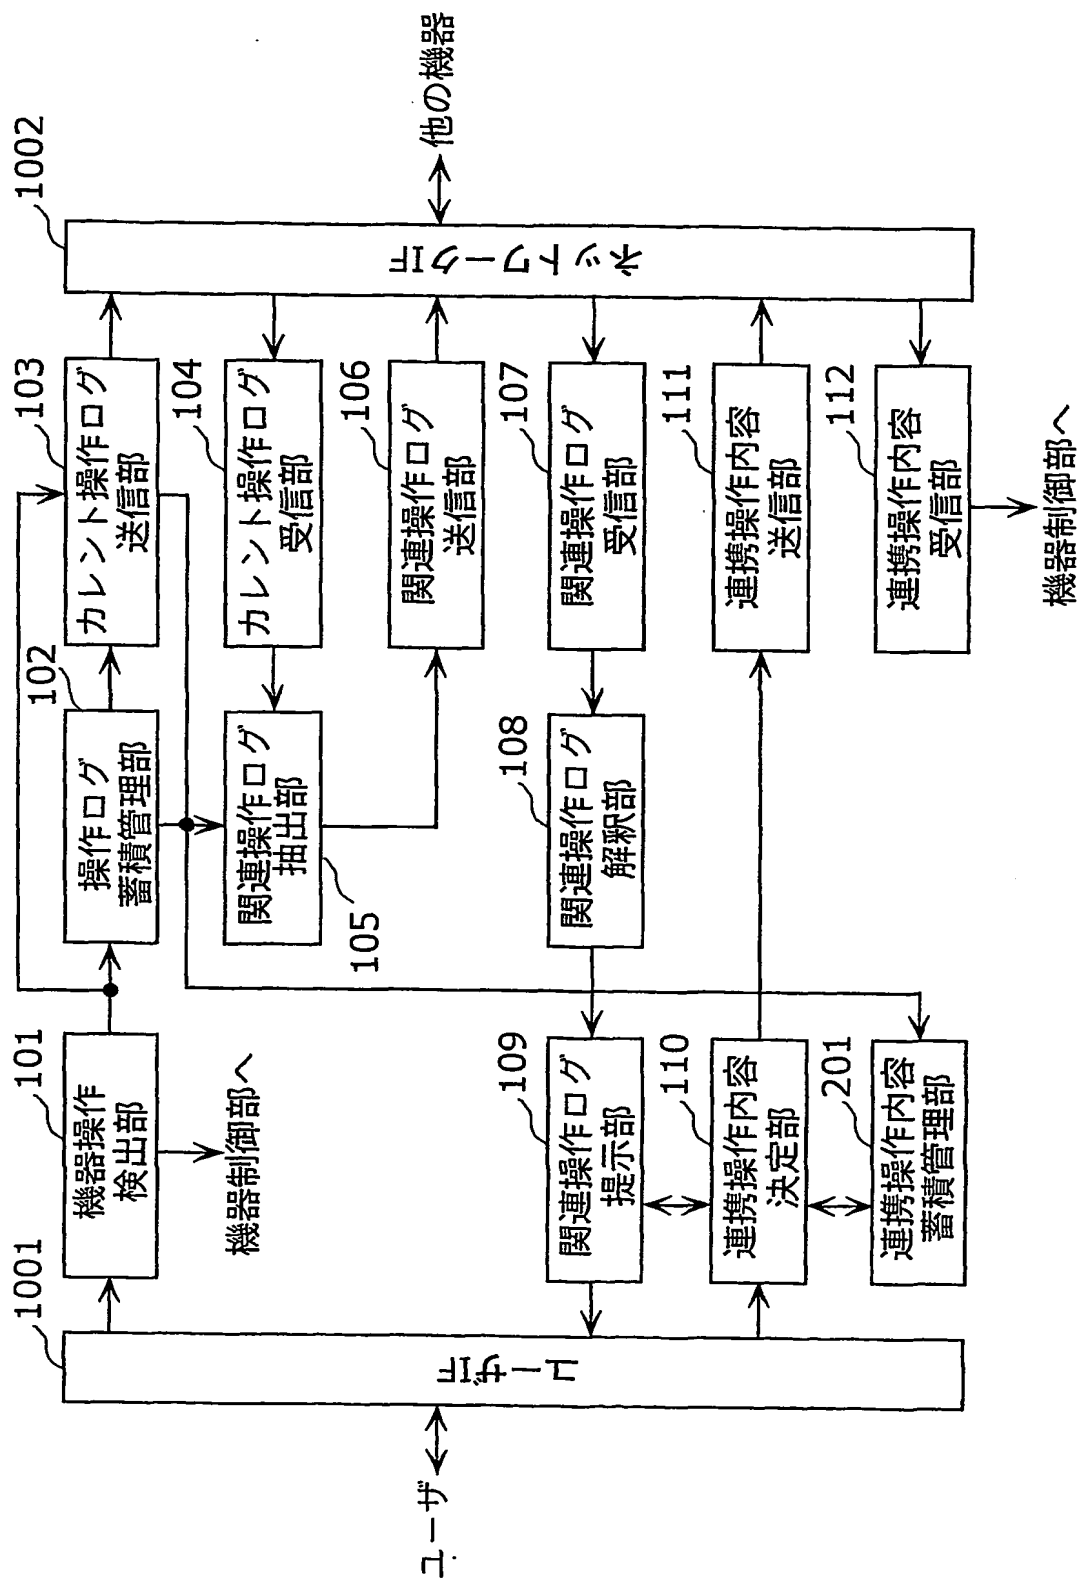 1001
ユーザIF
ユーザ
101
機器操作
検出部
機器制御部へ
102
操作ログ
蓄積管理部
103
カレント操作ログ
送信部
1002
ネットワークIF
他の機器
104
カレント操作ログ
受信部
105
関連操作ログ
抽出部
106
関連操作ログ
送信部
107
関連操作ログ
受信部
108
関連操作ログ
解釈部
109
関連操作ログ
提示部
110
連携操作内容
決定部
111
連携操作内容
送信部
201
連携操作内容
蓄積管理部
112
連携操作内容
受信部
機器制御部へ